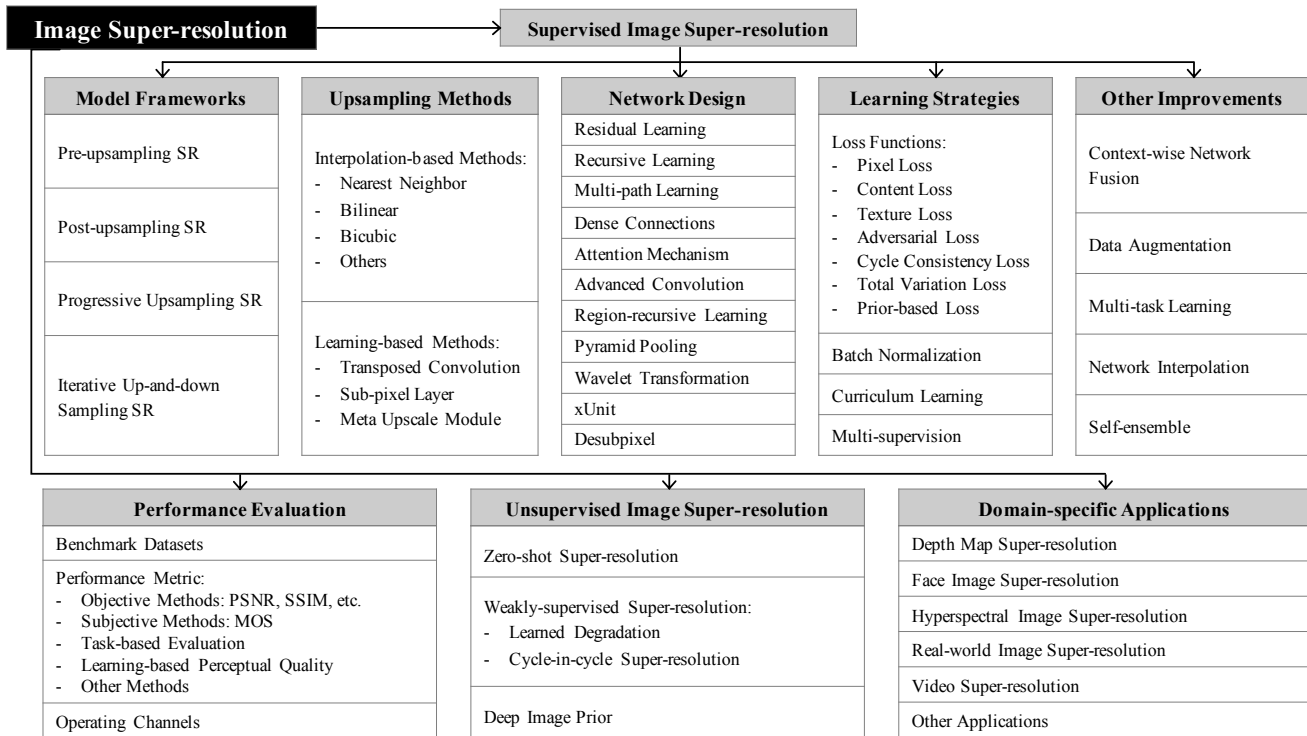 Image Super-resolution
Supervised Image Super-resolution
Model Frameworks
Pre-upsampling SR
Post-upsampling SR
Progressive Upsampling SR
Iterative Up-and-down
Sampling SR
Upsampling Methods
Interpolation-based Methods:
- Nearest Neighbor
- Bilinear
- Bicubic
- Others
Learning-based Methods:
- Transposed Convolution
- Sub-pixel Layer
- Meta Upscale Module
Network Design
Residual Learning
Recursive Learning
Multi-path Learning
Dense Connections
Attention Mechanism
Advanced Convolution
Region-recursive Learning
Pyramid Pooling
Wavelet Transformation
xUnit
Desubpixel
Learning Strategies
Loss Functions:
- Pixel Loss
- Content Loss
- Texture Loss
- Adversarial Loss
- Cycle Consistency Loss
- Total Variation Loss
- Prior-based Loss
Batch Normalization
Curriculum Learning
Multi-supervision
Other Improvements
Context-wise Network
Fusion
Data Augmentation
Multi-task Learning
Network Interpolation
Self-ensemble
Performance Evaluation
Benchmark Datasets
Performance Metric:
- Objective Methods: PSNR, SSIM, etc.
- Subjective Methods: MOS
- Task-based Evaluation
- Learning-based Perceptual Quality
- Other Methods
Operating Channels
Unsupervised Image Super-resolution
Zero-shot Super-resolution
Weakly-supervised Super-resolution:
- Learned Degradation
- Cycle-in-cycle Super-resolution
Deep Image Prior
Domain-specific Applications
Depth Map Super-resolution
Face Image Super-resolution
Hyperspectral Image Super-resolution
Real-world Image Super-resolution
Video Super-resolution
Other Applications